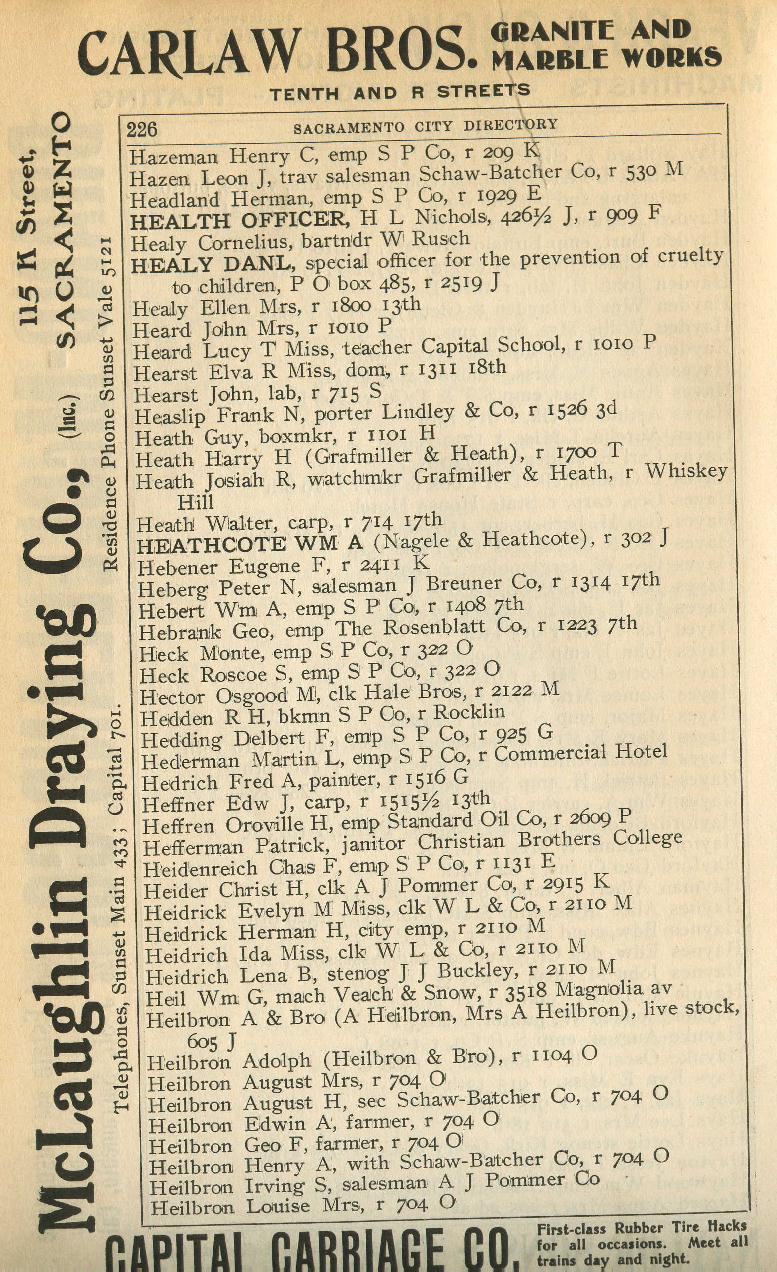 CARLAW BROS. GRANITE AND
MARBLE WORKS
TENTH AND R STREETS
226 SACRAMENTO CITY DIRECTORY
Hazeman Henry C, emp S P Co, r 209 K
Hazen Leon J, trav salesman Schaw-Batcher Co, r 530 M
Headland Herman, emp S P Co, r 1929 E
HEALTH OFFICER, H L Nichols, 426½ J, r 909 F
Healy Cornelius, bartndr W Rusch
HEALY DANL, special officer for the prevention of cruelty
to children, P O box 485, r 2519 J
Healy Ellen Mrs, r 1800 13th
Heard John Mrs, r 1010 P
Heard Lucy T Miss, teacher Capital School, r 1010 P
Hearst Elva R Miss, dom, r 1311 18th
Hearst John, lab, r 715 S
Heaslip Frank N, porter Lindley & Co, r 1526 3d
Heath Guy, boxmkr, r 1101 H
Heath Harry H (Grafmiller & Heath), r 1700 T
Heath Josiah R, watchmkr Grafmiller & Heath, r Whiskey
Hill
Heath Walter, carp, r 714 17th
HEATHCOTE WM A (Nagele & Heathcote), r 302 J
Hebener Eugene F, r 2411 K
Heberg Peter N, salesman J Breuner Co, r 1314 17th
Hebert Wm A, emp S P Co, r 1408 7th
Hebrank Geo, emp The Rosenblatt Co, r 1223 7th
Heck Monte, emp S P Co, r 322 O
Heck Roscoe S, emp S P Co, r 322 O
Hector Osgood M, clk Hale Bros, r 2122 M
Hedden R H, bkmn S P Co, r Rocklin
Hedding Delbert F, emp S P Co, r 925 G
Hederman Martin L, emp S P Co, r Commercial Hotel
Hedrich Fred A, painter, r 1516 G
Heffner Edw J, carp, r 1515½ 13th
Heffren Oroville H, emp Standard Oil Co, r 2609 P
Hefferman Patrick, janitor Christian Brothers College
Heidenreich Chas F, emp S P Co, r 1131 E
Heider Christ H, clk A J Pommer Co, r 2915 K
Heidrick Evelyn M Miss, clk W L & Co, r 2110 M
Heidrick Herman H, city emp, r 2110 M
Heidrich Ida Miss, clk W L & Co, r 2110 M
Heidrich Lena B, stenog J J Buckley, r 2110 M
Heil Wm G, mach Veach & Snow, r 3518 Magnolia av
Heilbron A & Bro (A Heilbron, Mrs A Heilbron), live stock,
605 J
Heilbron Adolph (Heilbron & Bro), r 1104 O
Heilbron August Mrs, r 704 O
Heilbron August H, sec Schaw-Batcher Co, r 704 O
Heilbron Edwin A, farmer, r 704 O
Heilbron Geo F, farmer, r 704 O
Heilbron Henry A, with Schaw-Batcher Co, r 704 O
Heilbron Irving S, salesman A J Pommer Co
Heilbron Louise Mrs, r 704 O
McLaughlin Draying Co., (Inc.)
115 K Street,
SACRAMENTO
Telephones, Sunset Main 433; Capital 701. Residence Phone Sunset Vale 5121
CAPITAL CARRIAGE CO.
First-class Rubber Tire Hacks
for all occasions. Meet all
trains day and night.